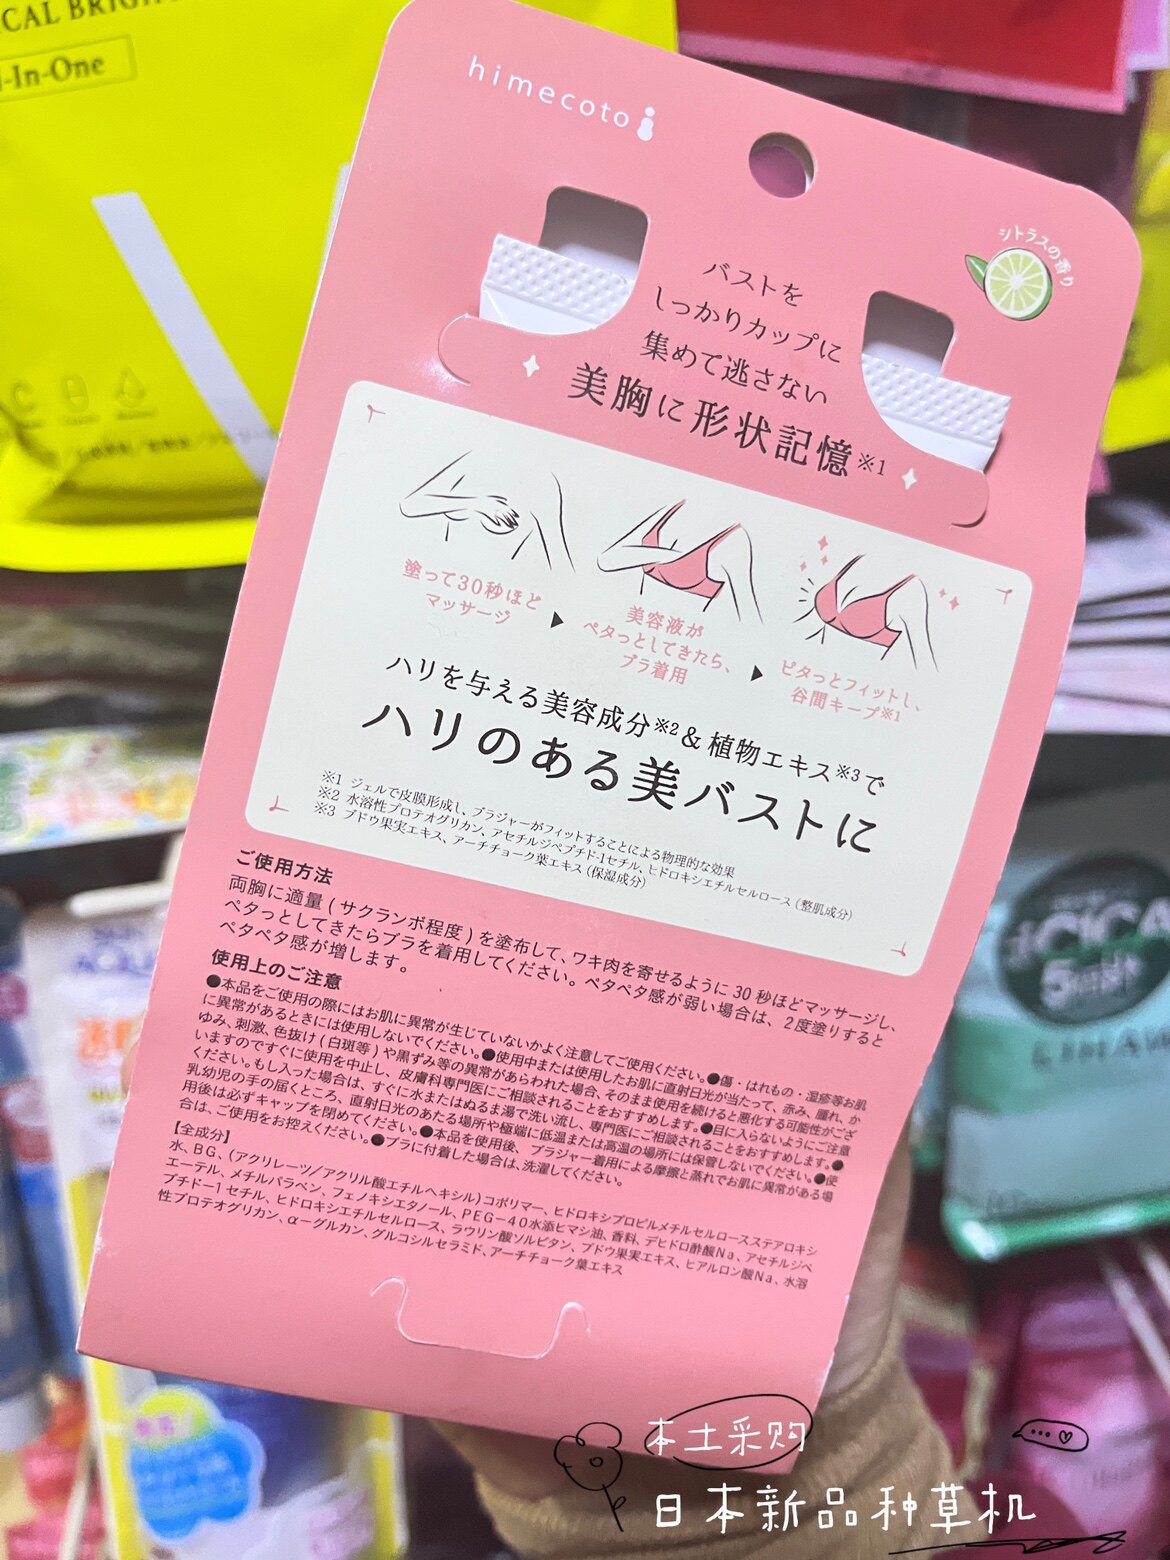 CAL BRIGH
l-In-One
himecoto
シトラスの香り
バストを
しっかりカップに
集めて逃さない
美胸に形状記憶※1
塗って30秒ほど
マッサージ
美容液が
ペタっとしてきたら、
ブラ着用
ピタっとフィットし、
谷間キープ※1
ハリを与える美容成分※2&植物エキス※3で
ハリのある美バストに
※1 ジェルで皮膜形成し、ブラジャーがフィットすることによる物理的な効果
※2 水溶性プロテオグリカン、アセチルジペプチド-1セチル、ヒドロキシエチルセルロース(整肌成分)
※3 ブドウ果実エキス、アーチチョーク葉エキス(保湿成分)
ご使用方法
両胸に適量(サクランボ程度)を塗布して、ワキ肉を寄せるように30秒ほどマッサージし、
ペタっとしてきたらブラを着用してください。ペタペタ感が弱い場合は、2度塗りすると
ペタペタ感が増します。
使用上のご注意
●本品をご使用の際にはお肌に異常が生じていないかよく注意してご使用ください。●傷・はれもの・湿疹等お肌
に異常があるときには使用しないでください。●使用中または使用したお肌に直射日光が当たって、赤み、腫れ、か
ゆみ、刺激、色抜け(白斑等)や黒ずみ等の異常があらわれた場合、そのまま使用を続けると悪化する可能性がござ
いますのですぐに使用を中止し、皮膚科専門医にご相談されることをおすすめします。●目に入らないようにご注意
ください。もし入った場合は、すぐに水またはぬるま湯で洗い流し、専門医にご相談されることをおすすめします。●
乳幼児の手の届くところ、直射日光のあたる場所や極端に低温または高温の場所には保管しないでください。●使
用後は必ずキャップを閉めてください。●本品を使用後、ブラジャー着用による摩擦と蒸れでお肌に異常がある場
合は、ご使用をお控えください。●ブラに付着した場合は、洗濯してください。
【全成分】
水、BG、(アクリレーツ/アクリル酸エチルヘキシル)コポリマー、ヒドロキシプロピルメチルセルロースステアロキシ
エーテル、メチルパラベン、フェノキシエタノール、PEG-40水添ヒマシ油、香料、デヒドロ酢酸Na、アセチルジペ
プチド-1セチル、ヒドロキシエチルセルロース、ラウリン酸ソルビタン、ブドウ果実エキス、ヒアルロン酸Na、水溶
性プロテオグリカン、α-グルカン、グルコシルセラミド、アーチチョーク葉エキス
CICA
本土采购
日本新品种草机